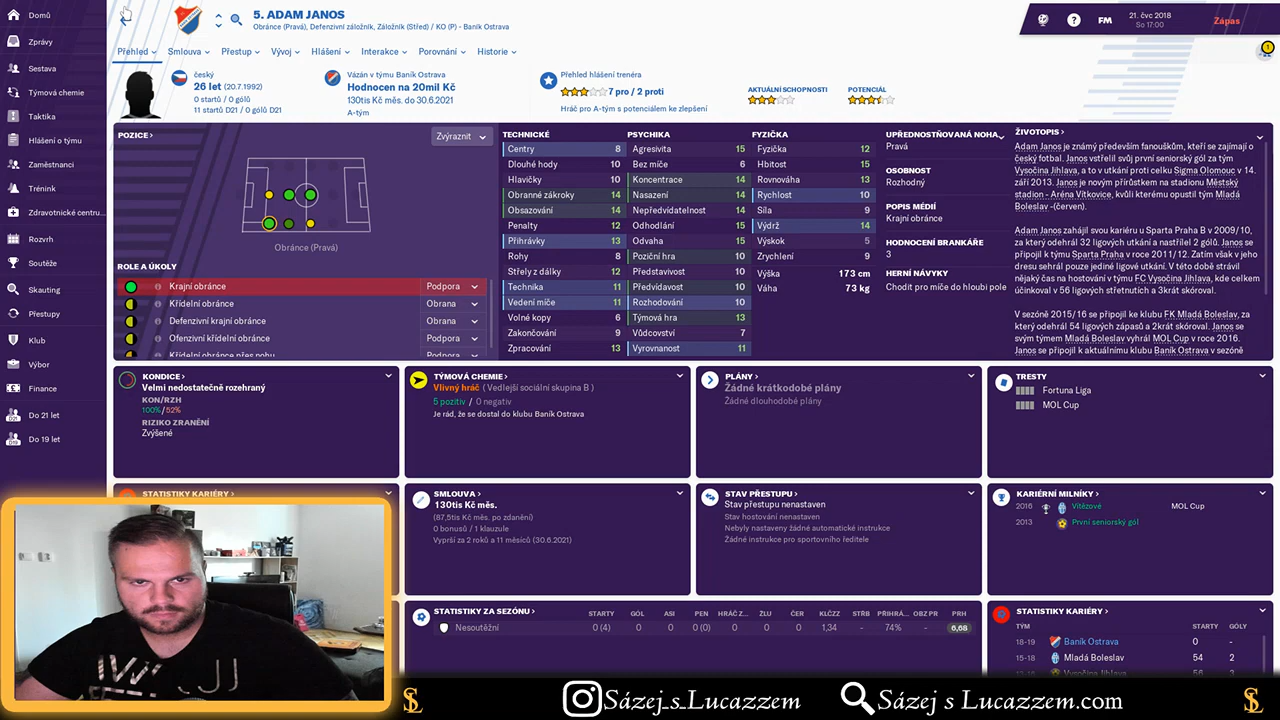 Domů
Zprávy
Sestava
Týmová chemie
Taktika
Hlášení o týmu
Zaměstnanci
Trénink
Zdravotnické centru...
Rozvrh
Soutěže
Skauting
Přestupy
Klub
Výbor
Finance
Do 21 let
Do 19 let
5. ADAM JANOS
Obránce (Pravá), Defenzivní záložník, Záložník (Střed) / KO (P) - Baník Ostrava
FM
21. čvc 2018
So 17:00
Zápas
1
Přehled Smlouva Přestup Vývoj Hlášení Interakce Porovnání Historie
český
26 let (20.7.1992)
0 startů / 0 gólů
11 startů D21 / 0 gólů D21
Vázán v týmu Baník Ostrava
Hodnocen na 20mil Kč
130tis Kč měs. do 30.6.2021
A-tým
Přehled hlášení trenéra
7 pro / 2 proti
Hráč pro A-tým s potenciálem ke zlepšení
AKTUÁLNÍ SCHOPNOSTI
POTENCIÁL
POZICE >
Zvýraznit
Obránce (Pravá)
ROLE A ÚKOLY
Krajní obránce Podpora
Křídelní obránce Obrana
Defenzivní krajní obránce Obrana
Ofenzivní křídelní obránce Podpora
Křídelní obránce přes nohu Podpora
TECHNICKÉ
Centry 8
Dlouhé hody 10
Hlavičky 10
Obranné zákroky 14
Obsazování 14
Penalty 12
Přihrávky 13
Rohy 8
Střely z dálky 12
Technika 11
Vedení míče 11
Volné kopy 6
Zakončování 9
Zpracování 13
PSYCHIKA
Agresivita 15
Bez míče 6
Koncentrace 14
Nasazení 14
Nepředvídatelnost 14
Odhodlání 15
Odvaha 15
Poziční hra 10
Představivost 10
Předvídavost 10
Rozhodování 10
Týmová hra 13
Vůdcovství 7
Vyrovnanost 11
FYZIČKA
Fyzička 12
Hbitost 15
Rovnováha 13
Rychlost 10
Síla 9
Výdrž 14
Výskok 5
Zrychlení 9
Výška 173 cm
Váha 73 kg
UPŘEDNOSTŇOVANÁ NOHA
Pravá
OSOBNOST
Rozhodný
POPIS MÉDIÍ
Krajní obránce
HODNOCENÍ BRANKÁŘE
3
HERNÍ NÁVYKY
Chodit pro míče do hloubi pole
ŽIVOTOPIS >
Adam Janos je známý především fanouškům, kteří se zajímají o
český fotbal. Janos vstřelil svůj první seniorský gól za tým
Vysočina Jihlava, a to v utkání proti celku Sigma Olomouc v 14.
září 2013. Janos je novým přírůstkem na stadionu Městský
stadion - Aréna Vítkovice, kvůli kterému opustil tým Mladá
Boleslav -(červen).
Adam Janos zahájil svou kariéru u Sparta Praha B v 2009/10,
za který odehrál 32 ligových utkání a nastřílel 2 gólů. Janos se
připojil k týmu Sparta Praha v roce 2011/12. Zatím však v jeho
dresu sehrál pouze jediné ligové utkání. V této době strávil
nějaký čas na hostování v týmu FC Vysočina Jihlava, kde celkem
účinkoval v 56 ligových střetnutích a 3krát skóroval.
V sezóně 2015/16 se připojil ke klubu FK Mladá Boleslav, za
který odehrál 54 ligových zápasů a 2krát skóroval. Janos se
svým týmem Mladá Boleslav vyhrál MOL Cup v roce 2016.
Janos se připojil k aktuálnímu klubu Baník Ostrava v sezóně
KONDICE >
Velmi nedostatečně rozehraný
KON/RZH
100%/52%
RIZIKO ZRANĚNÍ
Zvýšené
TÝMOVÁ CHEMIE >
Vlivný hráč ( Vedlejší sociální skupina B )
5 pozitiv / 0 negativ
Je rád, že se dostal do klubu Baník Ostrava
PLÁNY >
Žádné krátkodobé plány
Žádné dlouhodobé plány
TRESTY
Fortuna Liga
MOL Cup
STATISTIKY KARIÉRY >
SMLOUVA >
130tis Kč měs.
(87,5tis Kč měs. po zdanění)
0 bonusů / 1 klauzule
Vyprší za 2 roků a 11 měsíců (30.6.2021)
STAV PŘESTUPU >
Stav přestupu nenastaven
Stav hostování nenastaven
Nebyly nastaveny žádné automatické instrukce
Žádné instrukce pro sportovního ředitele
KARIÉRNÍ MILNÍKY >
2016 Vítězové MOL Cup
2013 První seniorský gól
STATISTIKY ZA SEZÓNU >
STARTY GÓL ASI PEN HRÁČ Z... ŽLU ČER KLČZZ STŘB PŘIHRÁ... OBZ PR PRH
Nesoutěžní 0 (4) 0 0 0 (0) 0 0 0 1,34 - 74% - 6,68
STATISTIKY KARIÉRY >
TÝM STARTY GÓLY
18-19 Baník Ostrava 0 -
15-18 Mladá Boleslav 54 2
Vysočina Jihlava 56 3
Sázej_s_Lucazzem
Sázej s Lucazzem.com